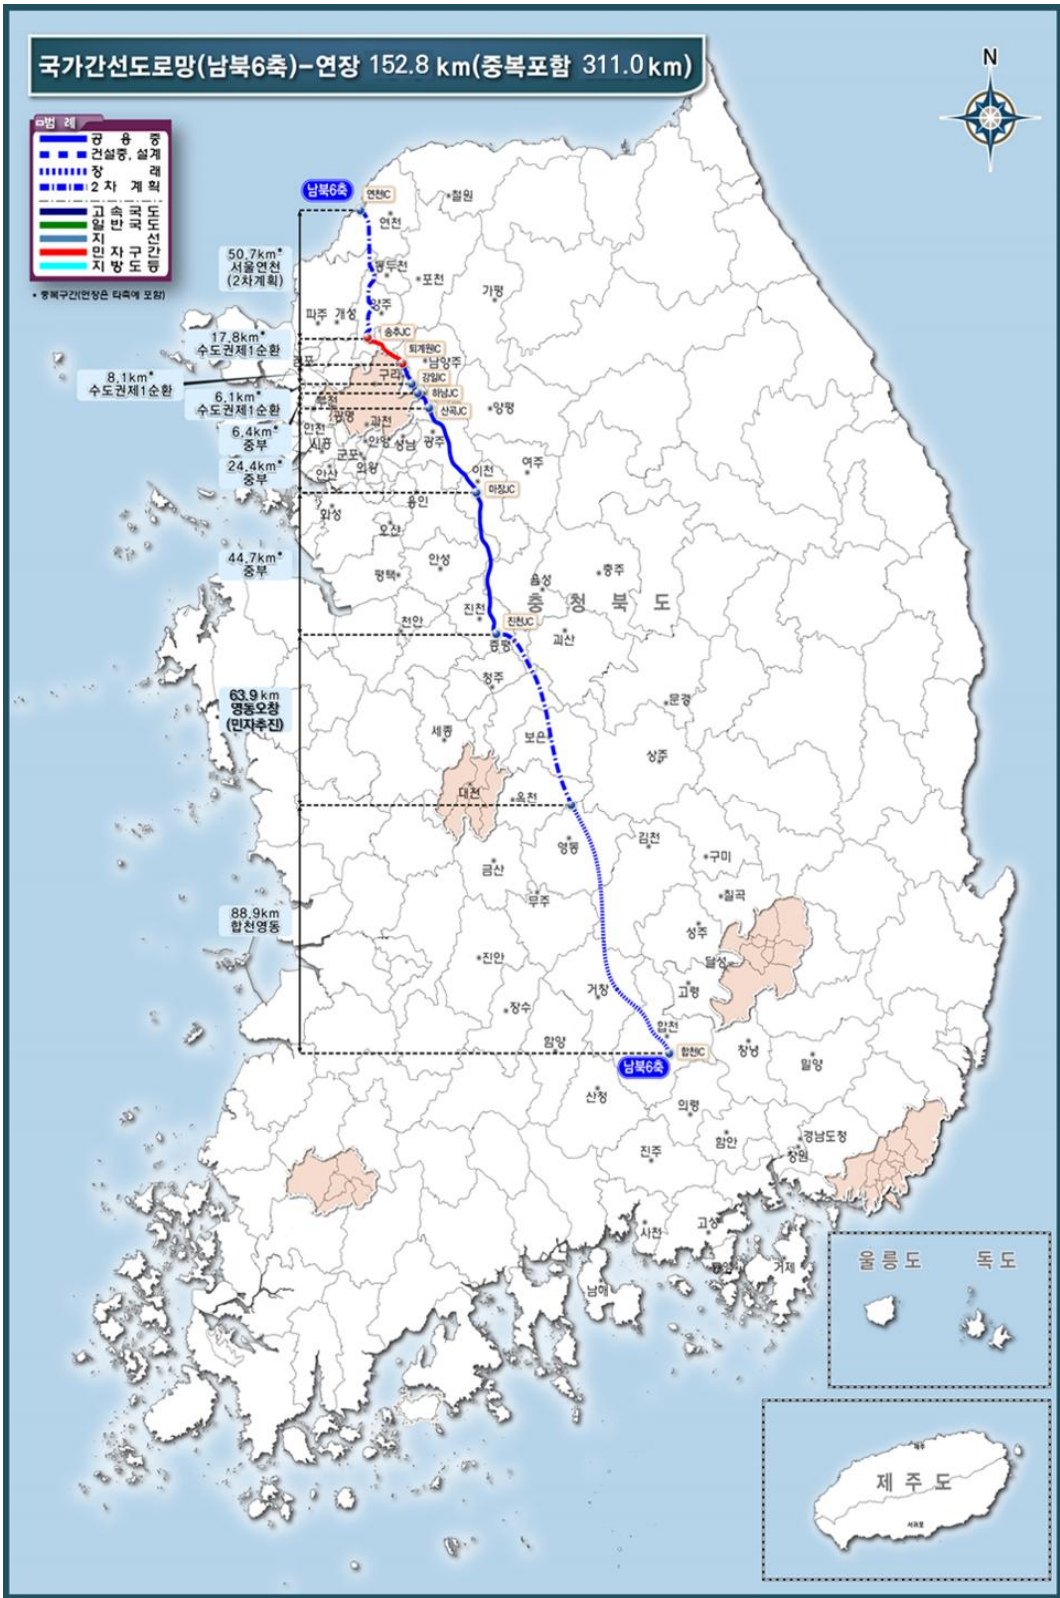 국가간선도로망(남북6축)-연장 152.8 km(중복포함 311.0km)
N
범 례
공 용 중
건설중, 설계
장 래
2차 계획
고 속 국 도
일 반 국 도
지 선
민 자 구 간
지 방 도 등
* 중복구간(연장은 타축에 포함)
남북6축
연천IC
철원
연천
50.7km*
서울연천
(2차계획)
동두천
포천
가평
양주
파주
개성
송추JC
17.8km*
수도권제1순환
퇴계원IC
남양주
구리
강일IC
8.1km*
수도권제1순환
하남JC
6.1km*
수도권제1순환
산곡JC
양평
부천
광명
과천
인천
시흥
안양
성남
광주
6.4km*
중부
군포
의왕
안산
24.4km*
중부
이천
여주
마장JC
용인
화성
오산
44.7km*
중부
안성
평택
음성
충주
충 청 북 도
진천
진천JC
천안
증평
괴산
청주
63.9 km
영동오창
(민자추진)
문경
세종
보은
상주
대전
옥천
영동
김천
구미
금산
무주
칠곡
88.9km
합천영동
성주
달성
진안
거창
고령
장수
합천
함양
합천IC
창녕
밀양
남북6축
산청
의령
함안
경남도청
창원
진주
사천
고성
거제
남해
울릉도
독도
제주
제 주 도
서귀포